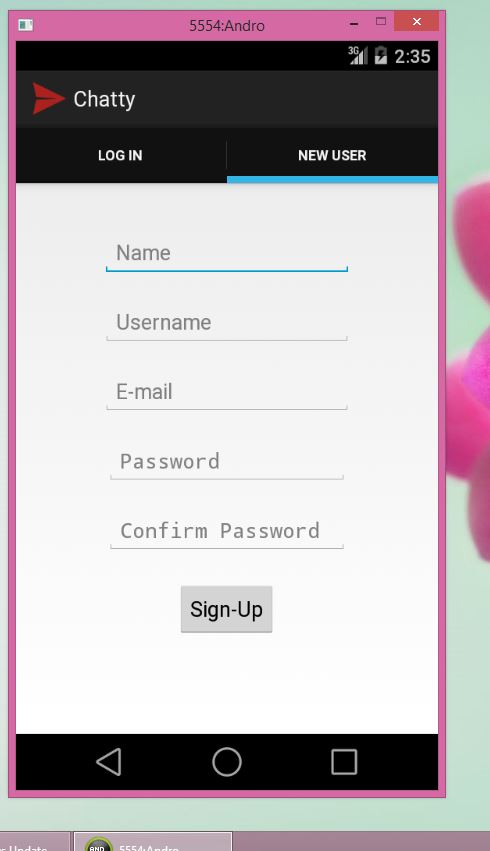 5554:Andro
3G 2:35
Chatty
LOG IN NEW USER
Name
Username
E-mail
Password
Confirm Password
Sign-Up
Update 5554:Andro